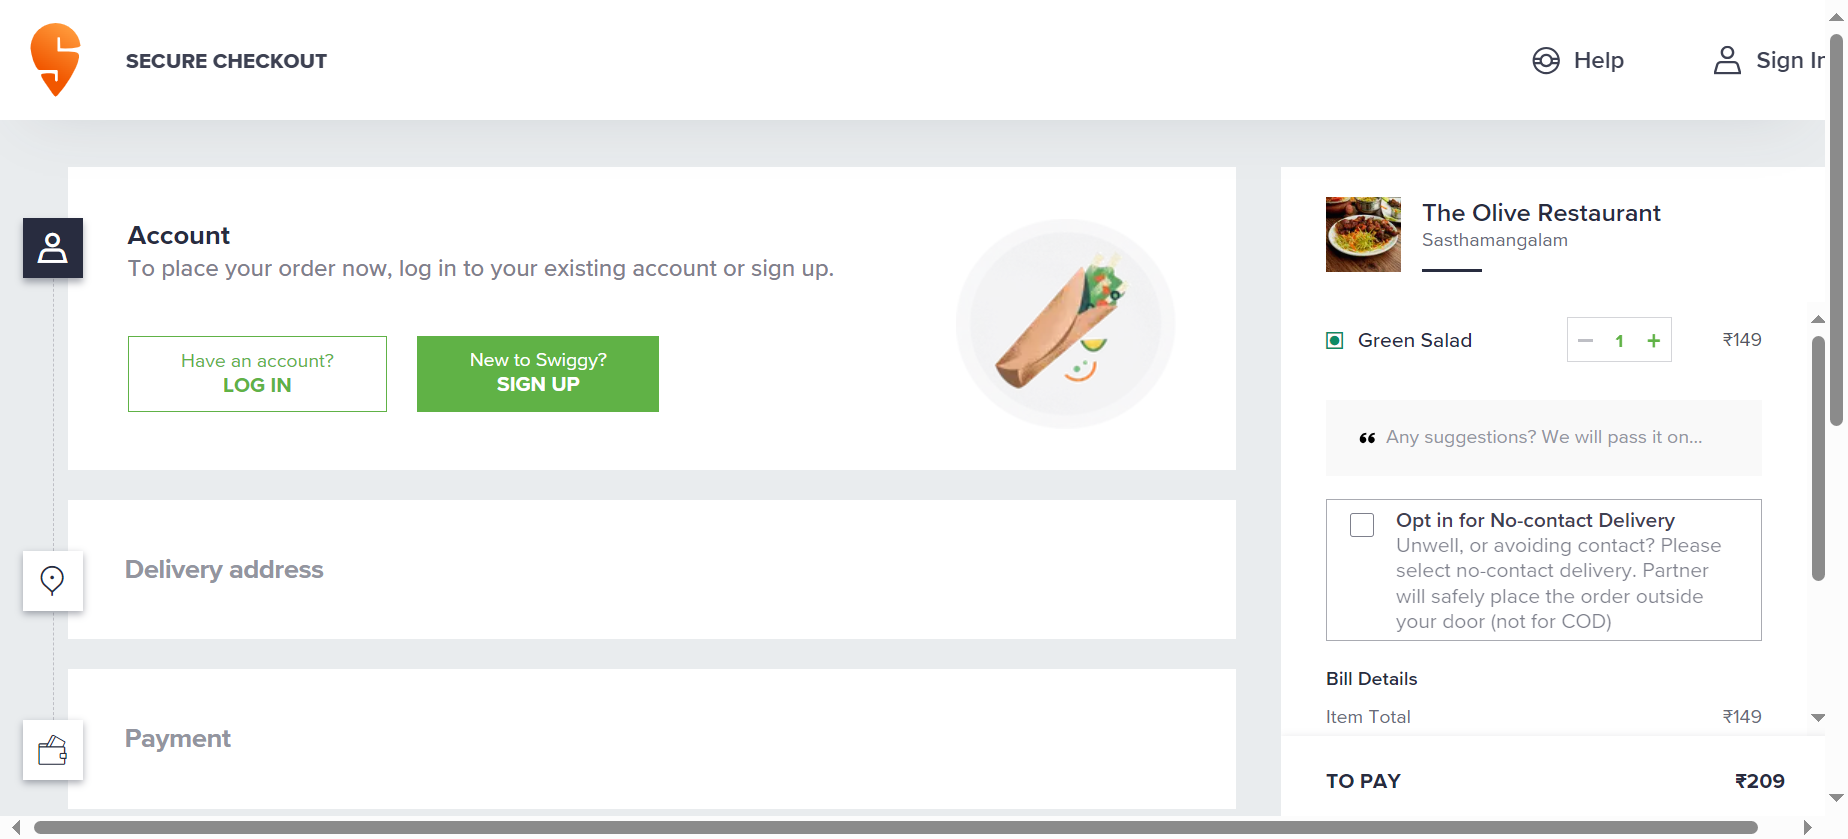 SECURE CHECKOUT
Help
Sign In
Account
To place your order now, log in to your existing account or sign up.
Have an account?
LOG IN
New to Swiggy?
SIGN UP
Delivery address
Payment
The Olive Restaurant
Sasthamangalam
Green Salad
1
₹149
Any suggestions? We will pass it on...
Opt in for No-contact Delivery
Unwell, or avoiding contact? Please
select no-contact delivery. Partner
will safely place the order outside
your door (not for COD)
Bill Details
Item Total ₹149
TO PAY ₹209